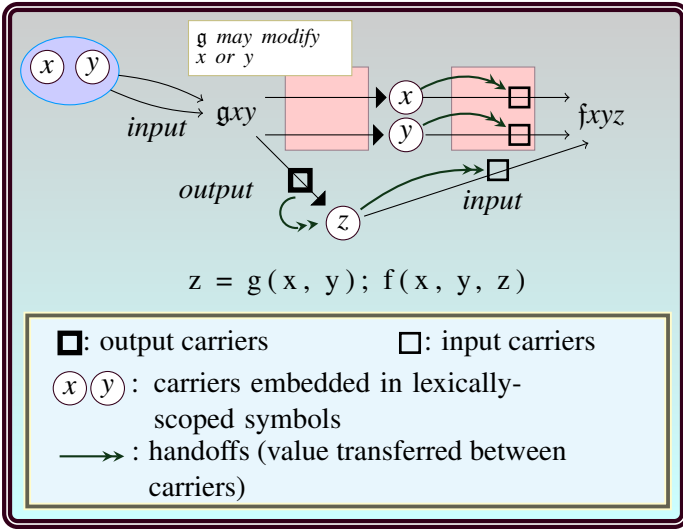 𝔤 may modify
x or y
x y
input
𝔤xy
x
y
𝔣xyz
output
z
input
z = g(x, y); f(x, y, z)
: output carriers : input carriers
x y : carriers embedded in lexically-
scoped symbols
: handoffs (value transferred between
carriers)